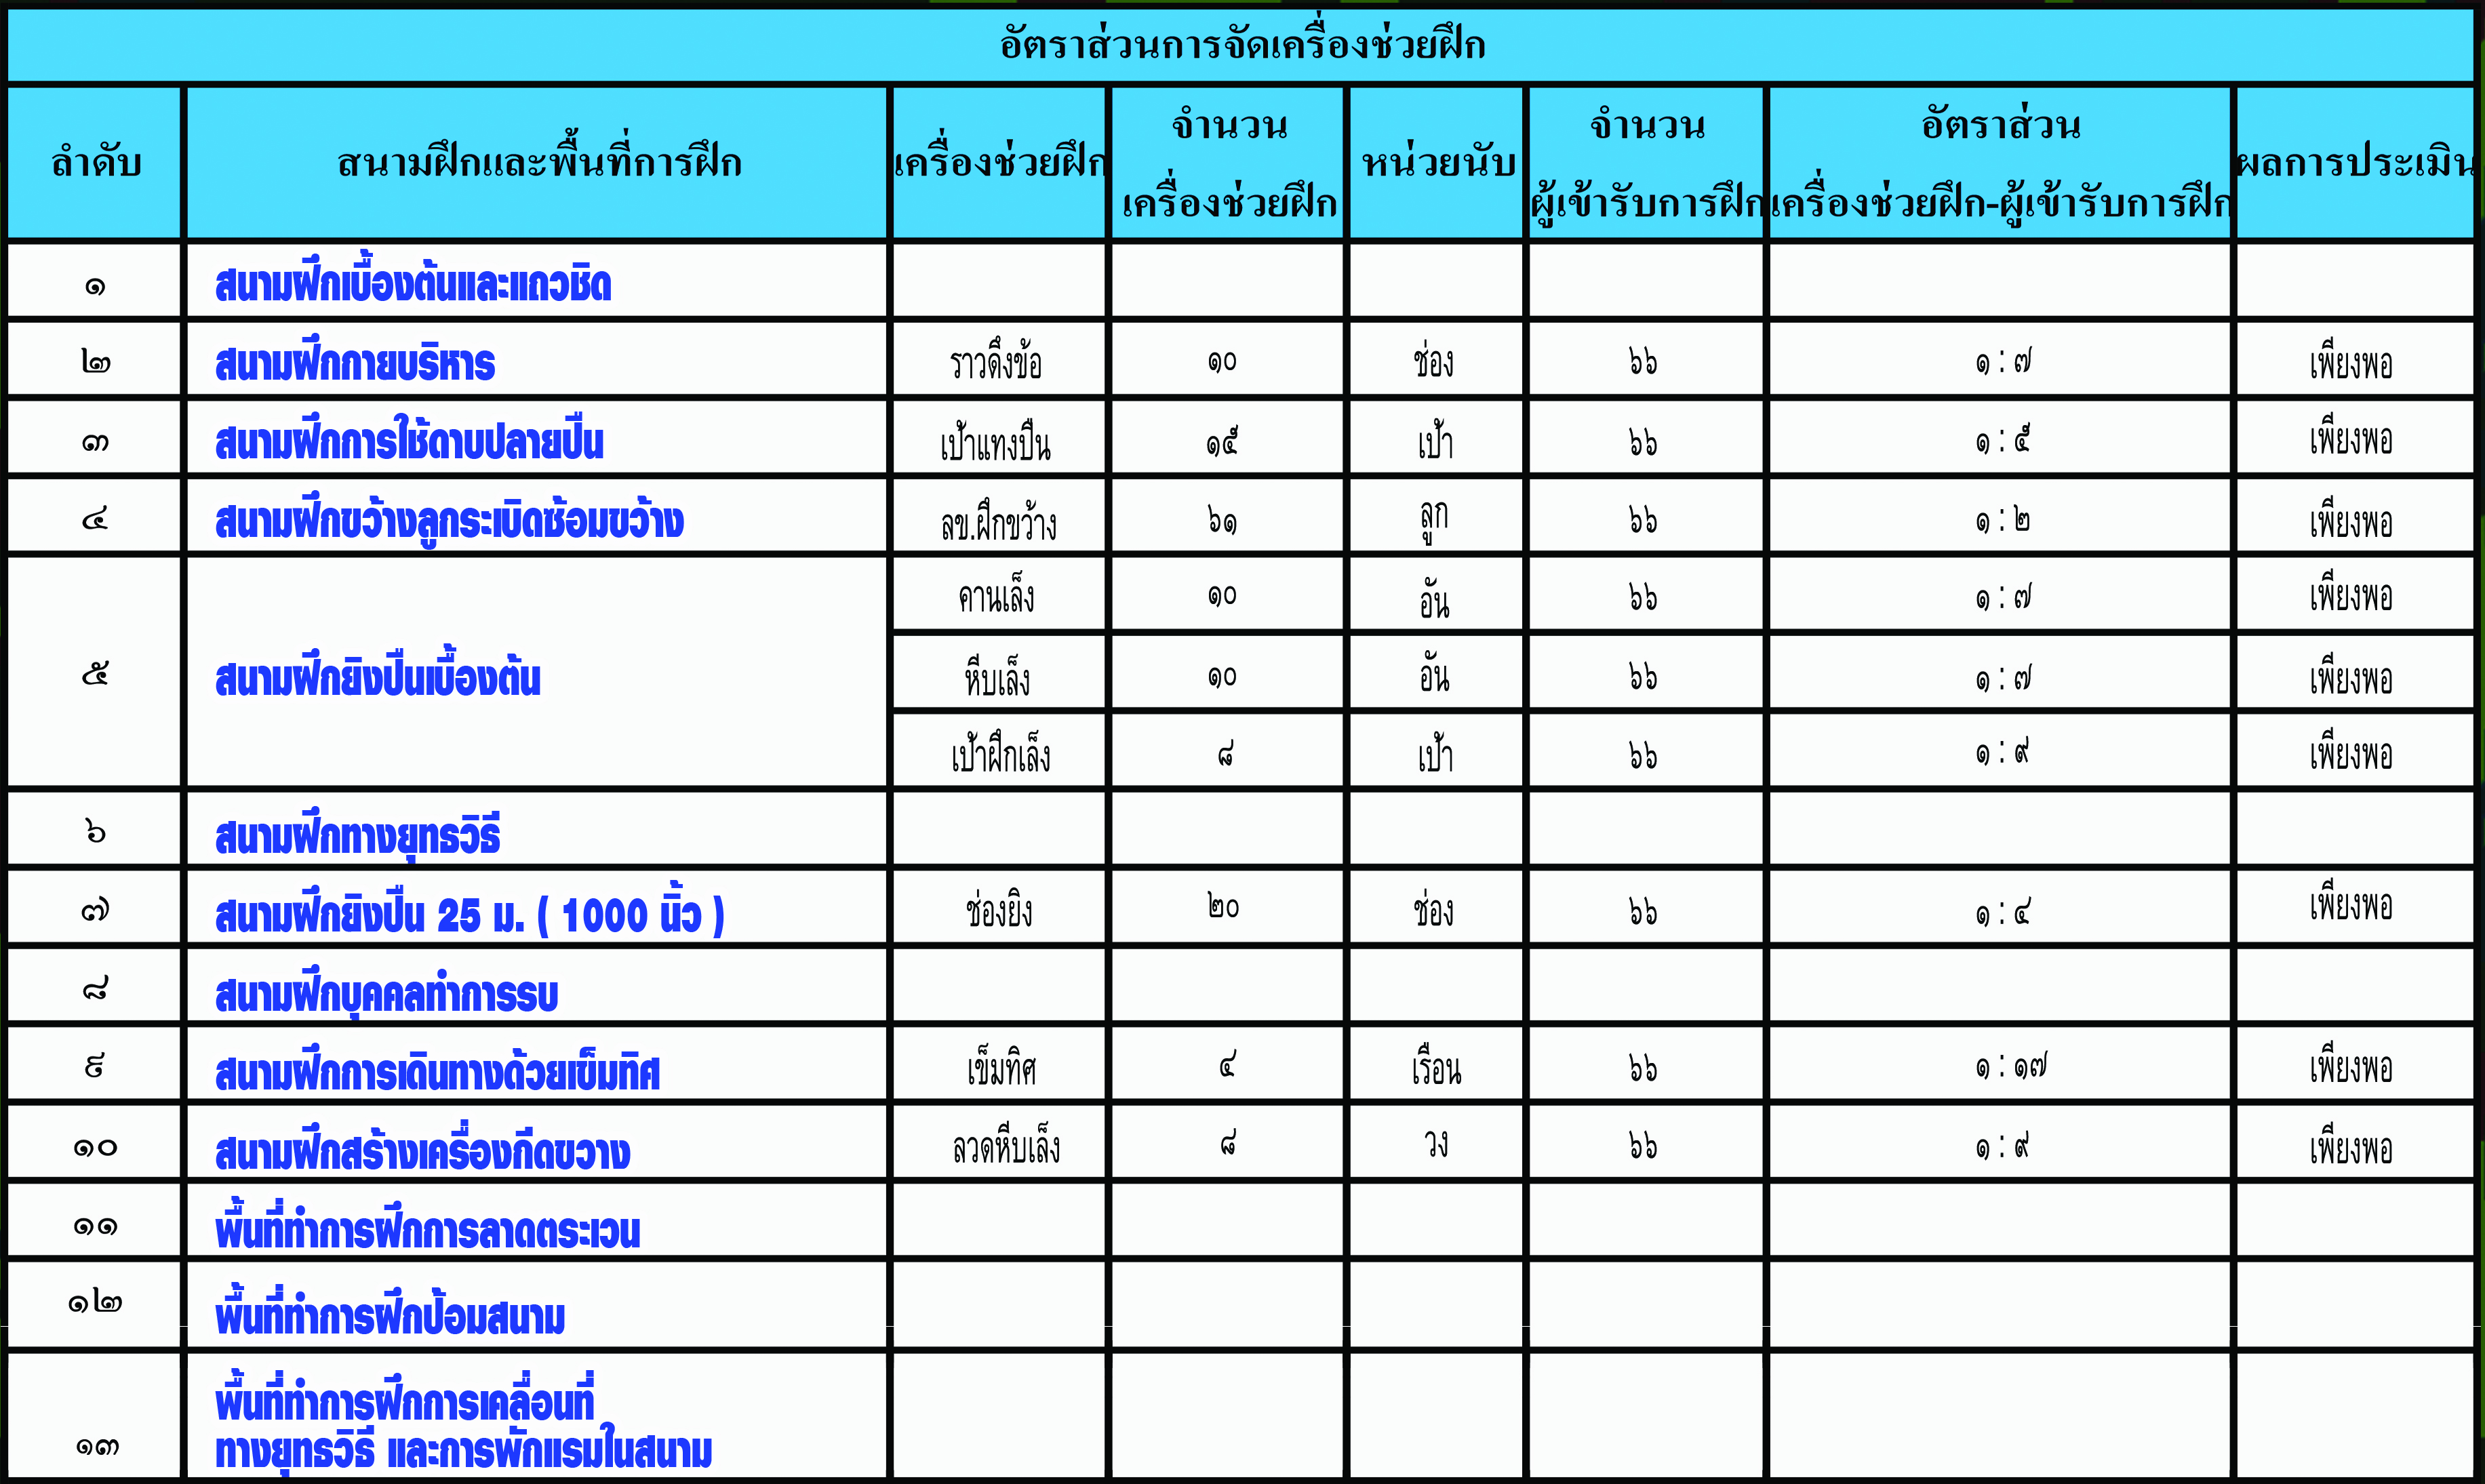 อัตราส่วนการจัดเครื่องช่วยฝึก
ลำดับ สนามฝึกและพื้นที่การฝึก เครื่องช่วยฝึก จำนวน เครื่องช่วยฝึก หน่วยนับ จำนวน ผู้เข้ารับการฝึก อัตราส่วน เครื่องช่วยฝึก-ผู้เข้ารับการฝึก ผลการประเมิน
๑ สนามฝึกเบื้องต้นและแถวชิด
๒ สนามฝึกกายบริหาร ราวดึงข้อ ๑๐ ช่อง ๖๖ ๑ : ๗ เพียงพอ
๓ สนามฝึกการใช้ดาบปลายปืน เป้าแทงปืน ๑๕ เป้า ๖๖ ๑ : ๕ เพียงพอ
๔ สนามฝึกขว้างลูกระเบิดซ้อมขว้าง ลข.ฝึกขว้าง ๖๑ ลูก ๖๖ ๑ : ๒ เพียงพอ
๕ สนามฝึกยิงปืนเบื้องต้น คานเล็ง ๑๐ อัน ๖๖ ๑ : ๗ เพียงพอ
หีบเล็ง ๑๐ อัน ๖๖ ๑ : ๗ เพียงพอ
เป้าฝึกเล็ง ๘ เป้า ๖๖ ๑ : ๙ เพียงพอ
๖ สนามฝึกทางยุทธวิธี
๗ สนามฝึกยิงปืน 25 ม. ( 1000 นิ้ว ) ช่องยิง ๒๐ ช่อง ๖๖ ๑ : ๔ เพียงพอ
๘ สนามฝึกบุคคลทำการรบ
๙ สนามฝึกการเดินทางด้วยเข็มทิศ เข็มทิศ ๔ เรือน ๖๖ ๑ : ๑๗ เพียงพอ
๑๐ สนามฝึกสร้างเครื่องกีดขวาง ลวดหีบเล็ง ๘ วง ๖๖ ๑ : ๙ เพียงพอ
๑๑ พื้นที่ทำการฝึกการลาดตระเวน
๑๒ พื้นที่ทำการฝึกป้อมสนาม
๑๓ พื้นที่ทำการฝึกการเคลื่อนที่
ทางยุทธวิธี และการพักแรมในสนาม